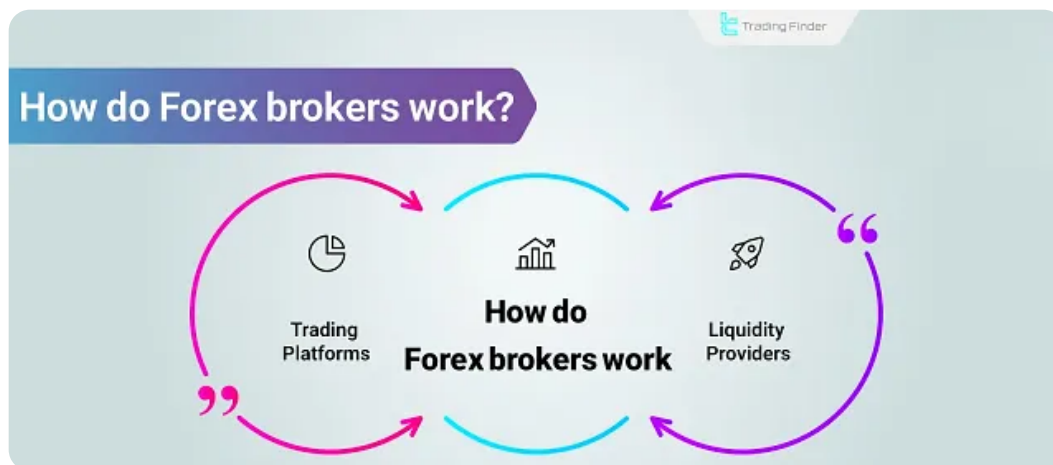 Trading Finder
How do Forex brokers work?
Trading
Platforms
How do
Forex brokers work
Liquidity
Providers